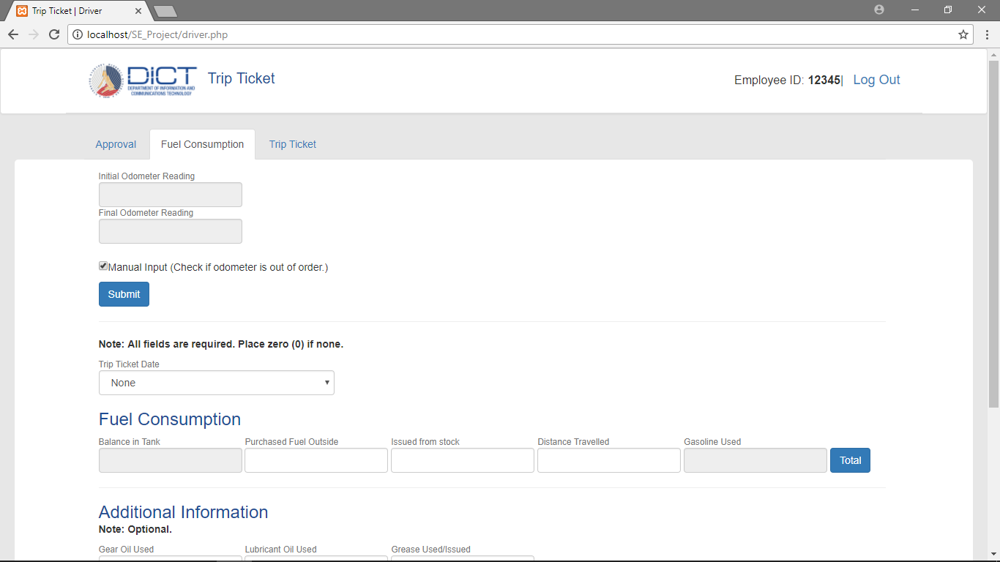 Trip Ticket | Driver
localhost/SE_Project/driver.php
DICT
DEPARTMENT OF INFORMATION AND
COMMUNICATIONS TECHNOLOGY
Trip Ticket
Employee ID: 12345| Log Out
Approval
Fuel Consumption
Trip Ticket
Initial Odometer Reading
Final Odometer Reading
Manual Input (Check if odometer is out of order.)
Submit
Note: All fields are required. Place zero (0) if none.
Trip Ticket Date
None
Fuel Consumption
Balance in Tank
Purchased Fuel Outside
Issued from stock
Distance Travelled
Gasoline Used
Total
Additional Information
Note: Optional.
Gear Oil Used
Lubricant Oil Used
Grease Used/Issued